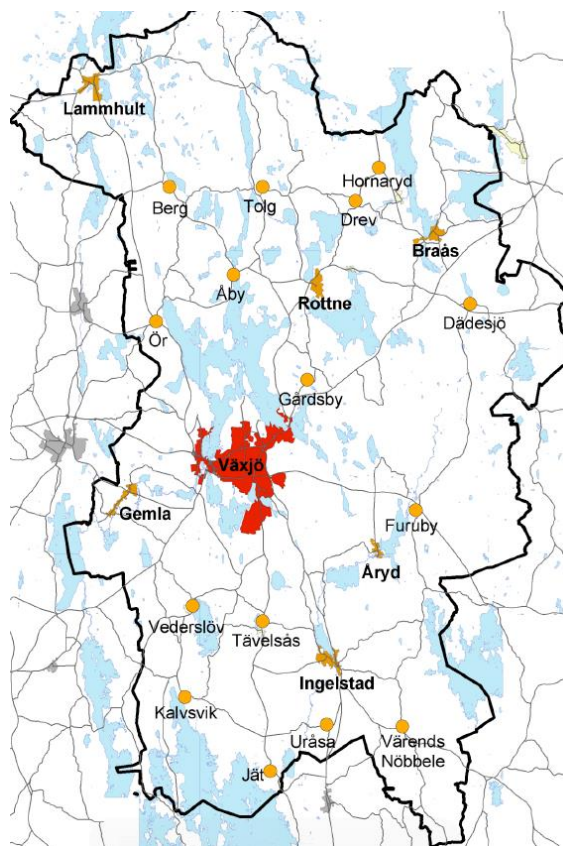 Lammhult
Hornaryd
Berg
Tolg
Drev
Braås
Åby
Rottne
Dädesjö
Ör
Gårdsby
Växjö
Gemla
Furuby
Åryd
Vederslöv
Tävelsås
Ingelstad
Kalvsvik
Uråsa
Värends
Nöbbele
Jät